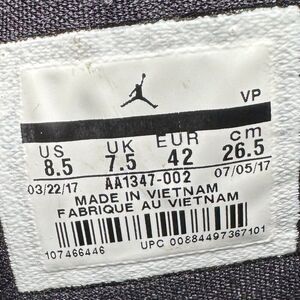 VP
US UK EUR cm
8.5 7.5 42 26.5
03/22/17 AA1347-002 07/05/17
MADE IN VIETNAM
FABRIQUE AU VIETNAM
107466446 UPC 00884497367101